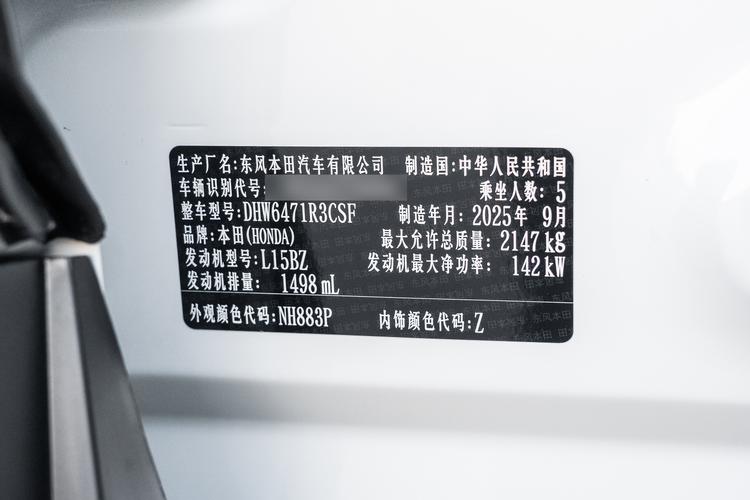 生产厂名:东风本田汽车有限公司 制造国:中华人民共和国
车辆识别代号: 乘坐人数: 5
整车型号:DHW6471R3CSF 制造年月: 2025年 9月
品牌:本田(HONDA) 最大允许总质量: 2147 kg
发动机型号:L15BZ 发动机最大净功率: 142 kW
发动机排量: 1498 mL
外观颜色代码:NH883P 内饰颜色代码:Z